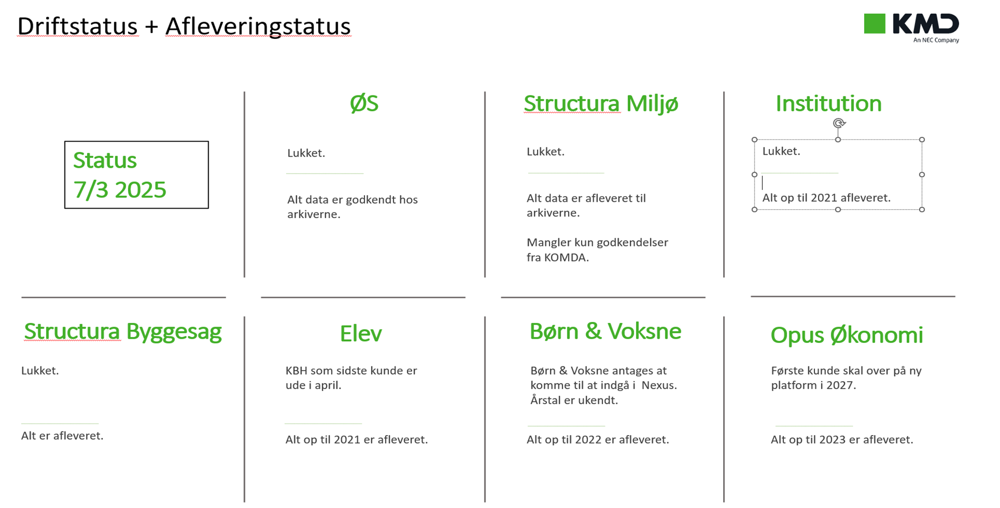 Driftstatus + Afleveringstatus
KMD
An NEC Company
Status
7/3 2025
ØS
Lukket.
Alt data er godkendt hos
arkiverne.
Structura Miljø
Lukket.
Alt data er afleveret til
arkiverne.
Mangler kun godkendelser
fra KOMDA.
Institution
Lukket.
Alt op til 2021 afleveret.
Structura Byggesag
Lukket.
Alt er afleveret.
Elev
KBH som sidste kunde er
ude i april.
Alt op til 2021 er afleveret.
Børn & Voksne
Børn & Voksne antages at
komme til at indgå i  Nexus.
Årstal er ukendt.
Alt op til 2022 er afleveret.
Opus Økonomi
Første kunde skal over på ny
platform i 2027.
Alt op til 2023 er afleveret.